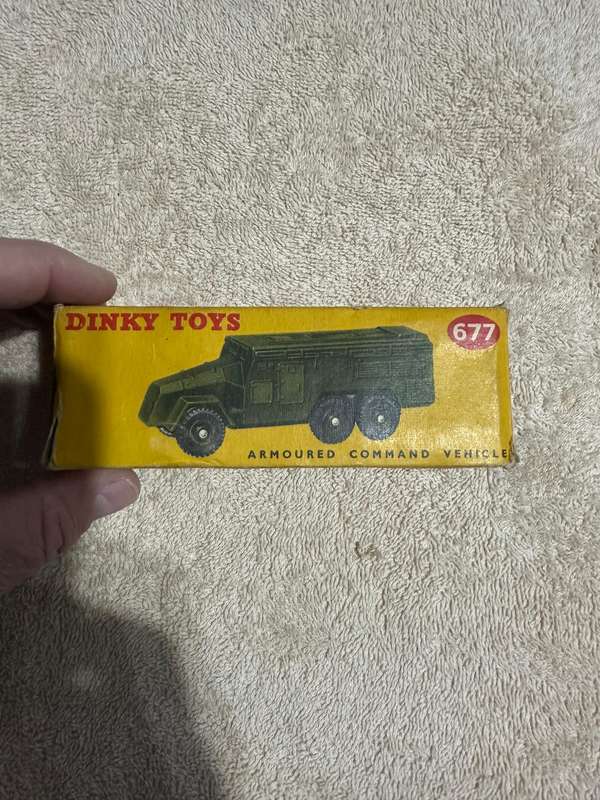 DINKY TOYS
677
ARMOURED COMMAND VEHICLE